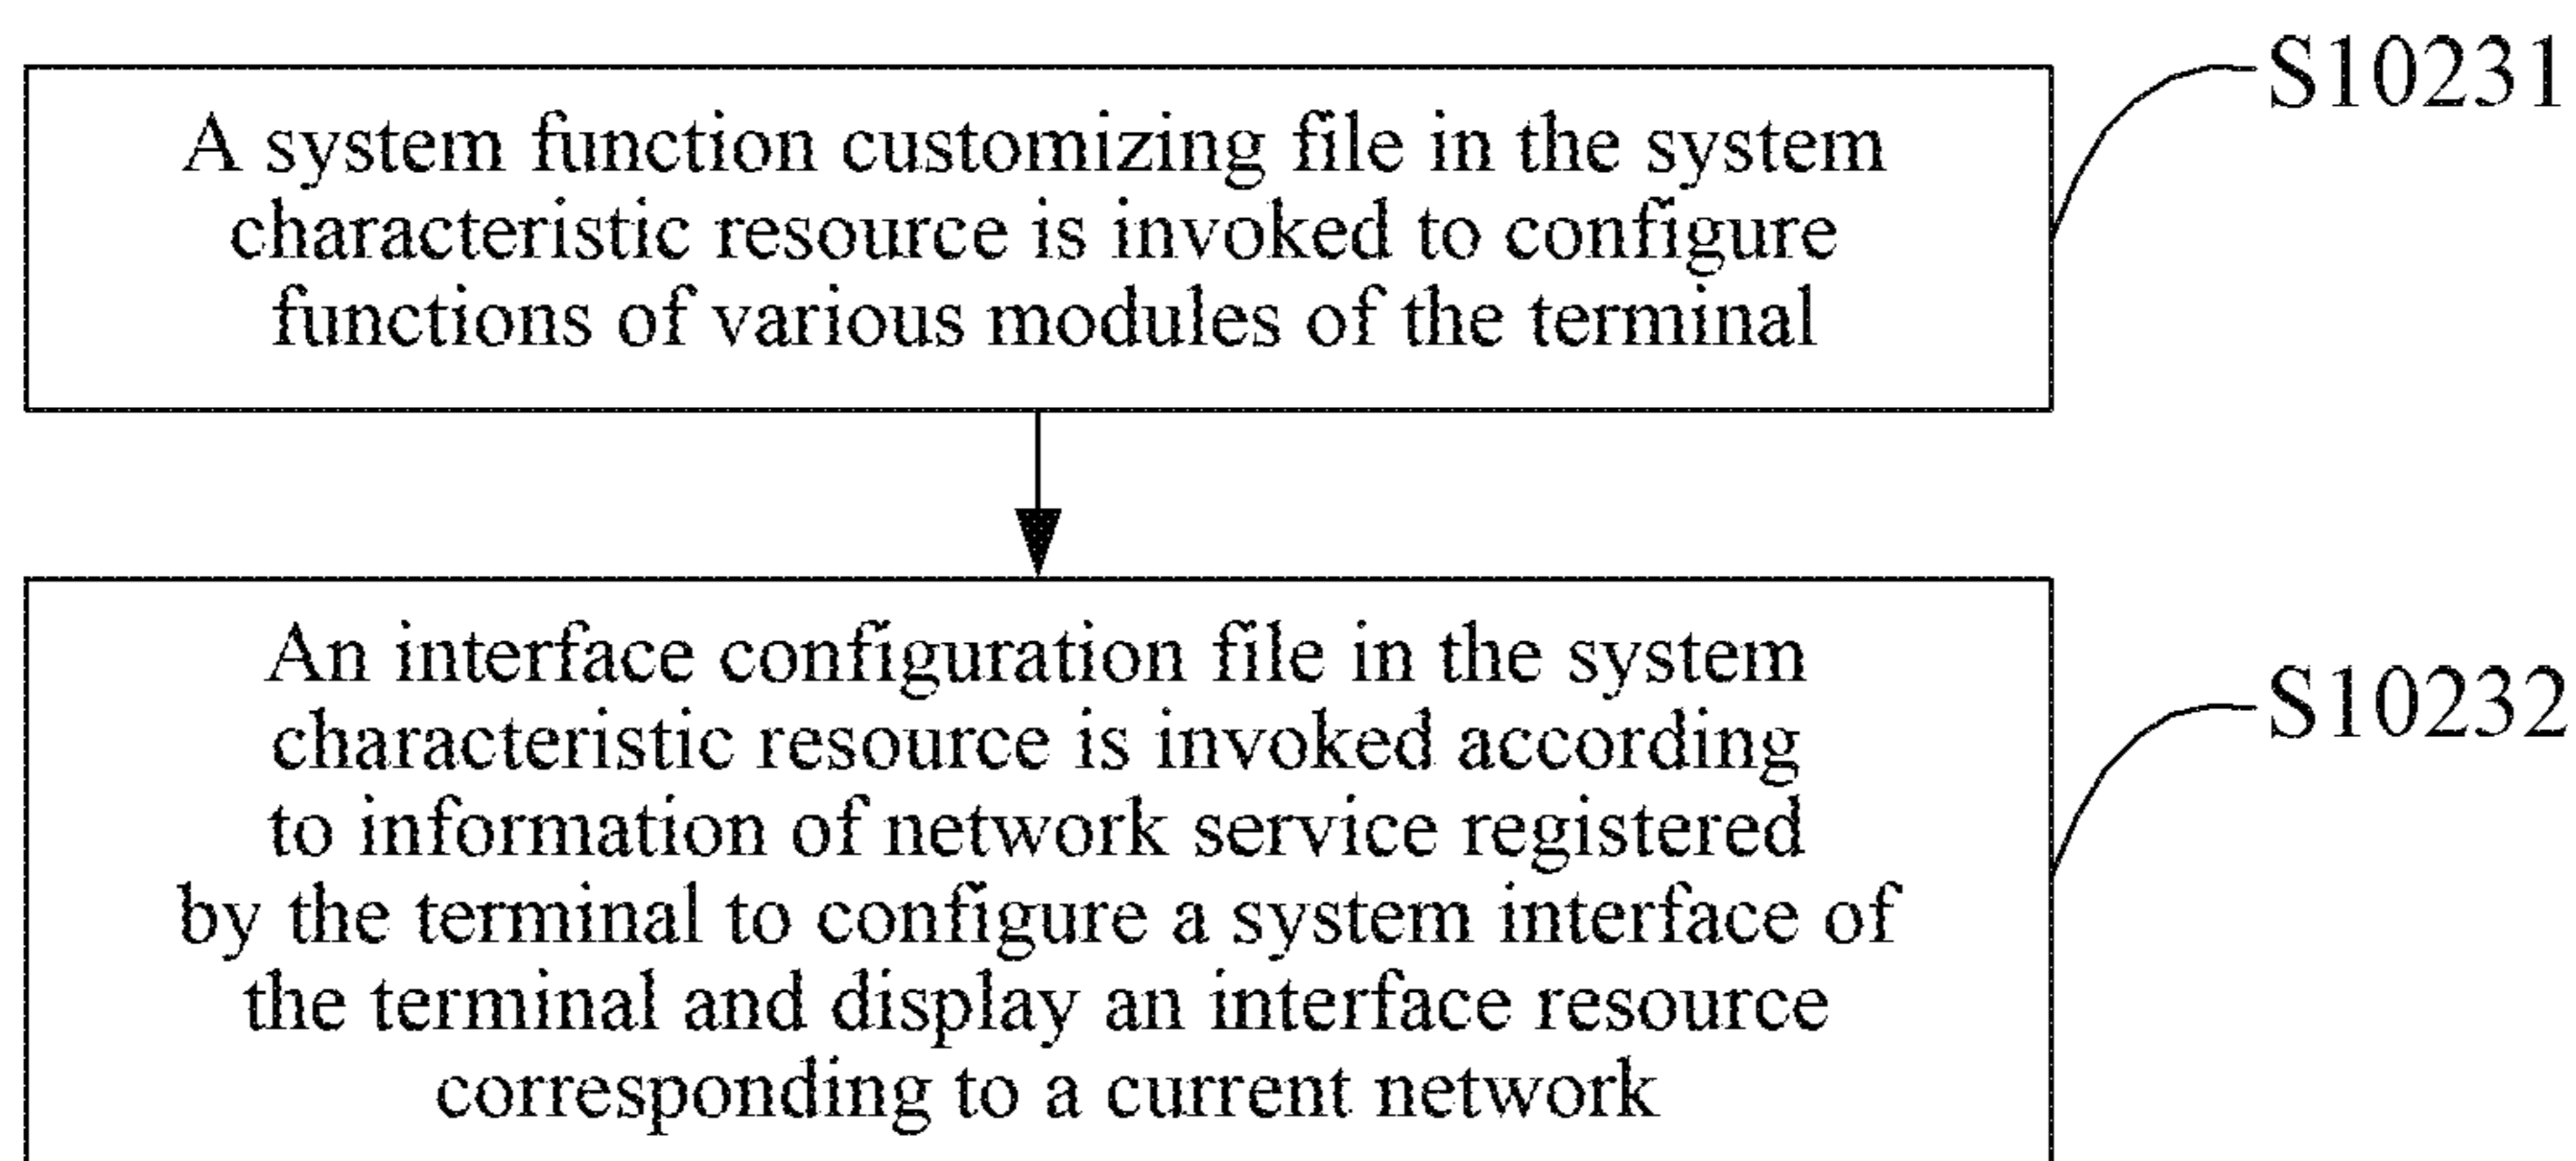 S10231
A system function customizing file in the system
characteristic resource is invoked to configure
functions of various modules of the terminal
An interface configuration file in the system
characteristic resource is invoked according
to information of network service registered
by the terminal to configure a system interface of
the terminal and display an interface resource
corresponding to a current network
S10232